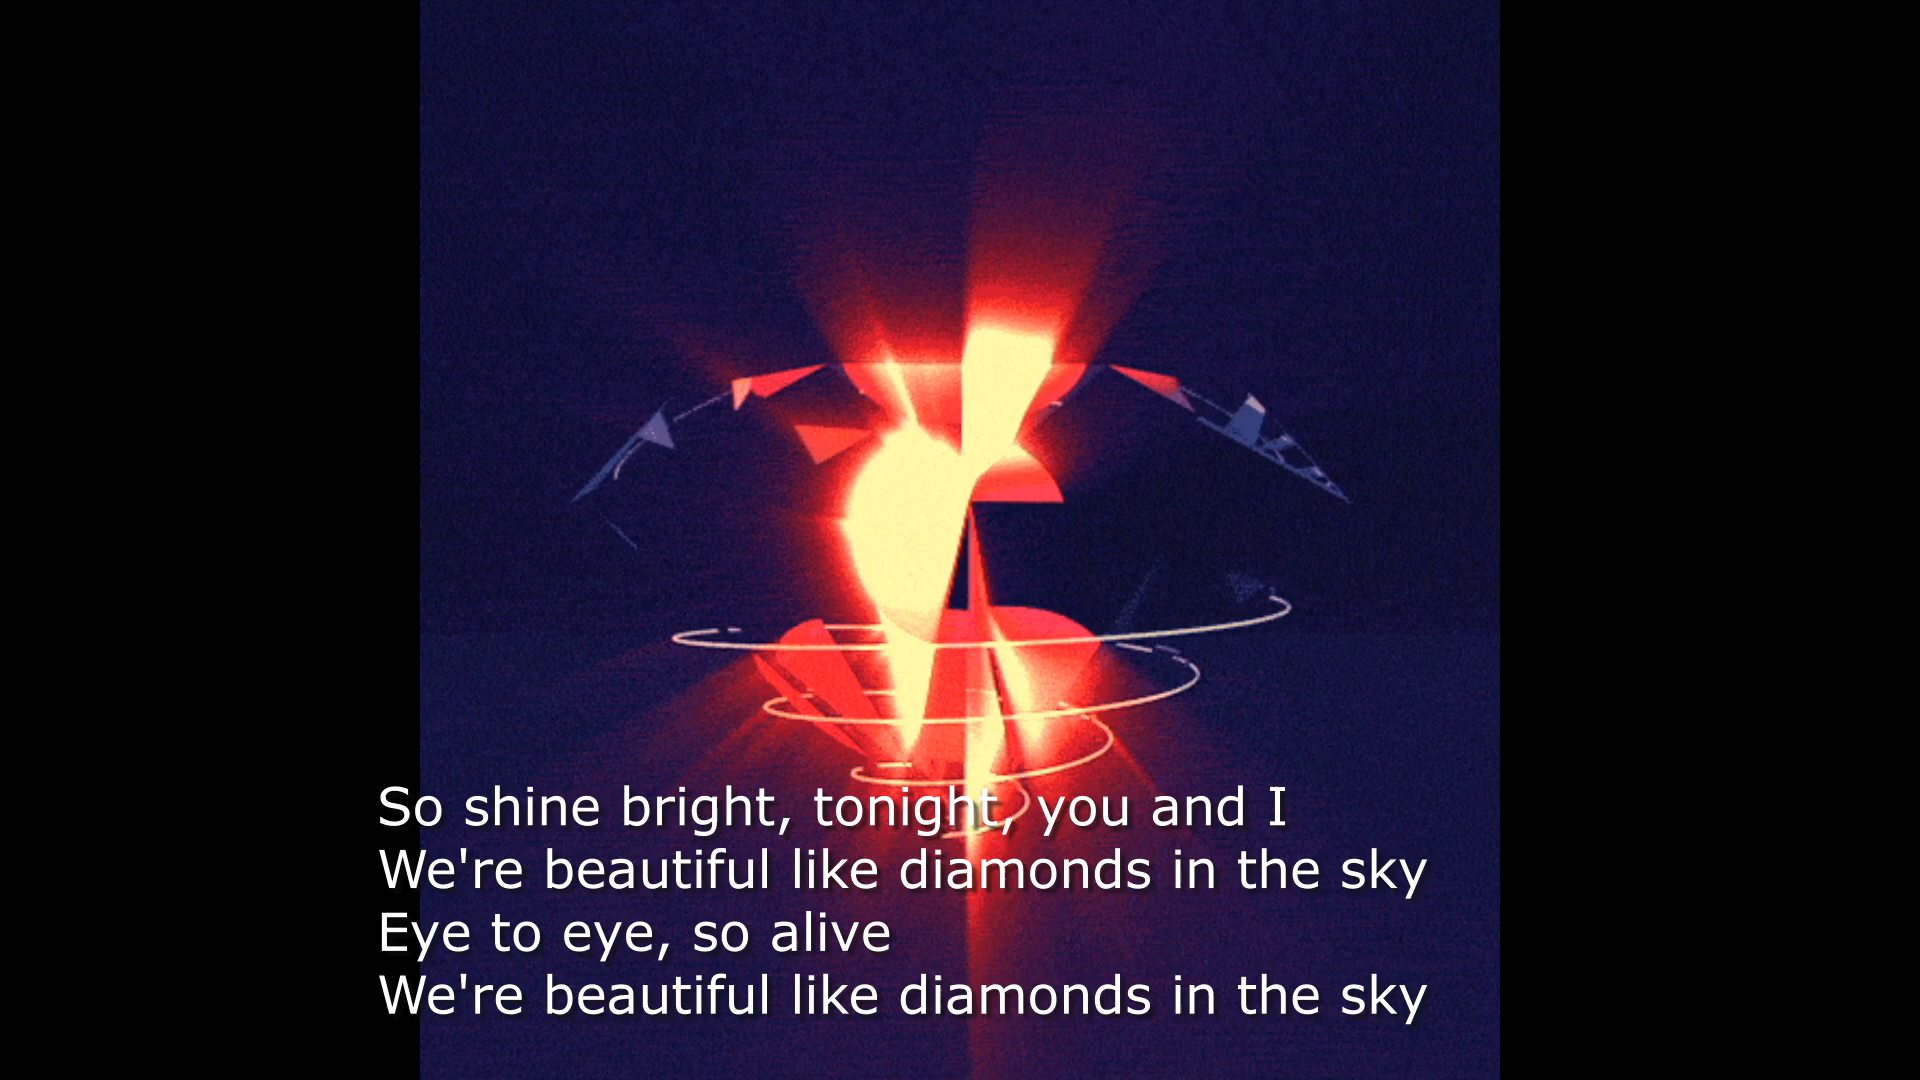 So shine bright, tonight, you and I
We're beautiful like diamonds in the sky
Eye to eye, so alive
We're beautiful like diamonds in the sky